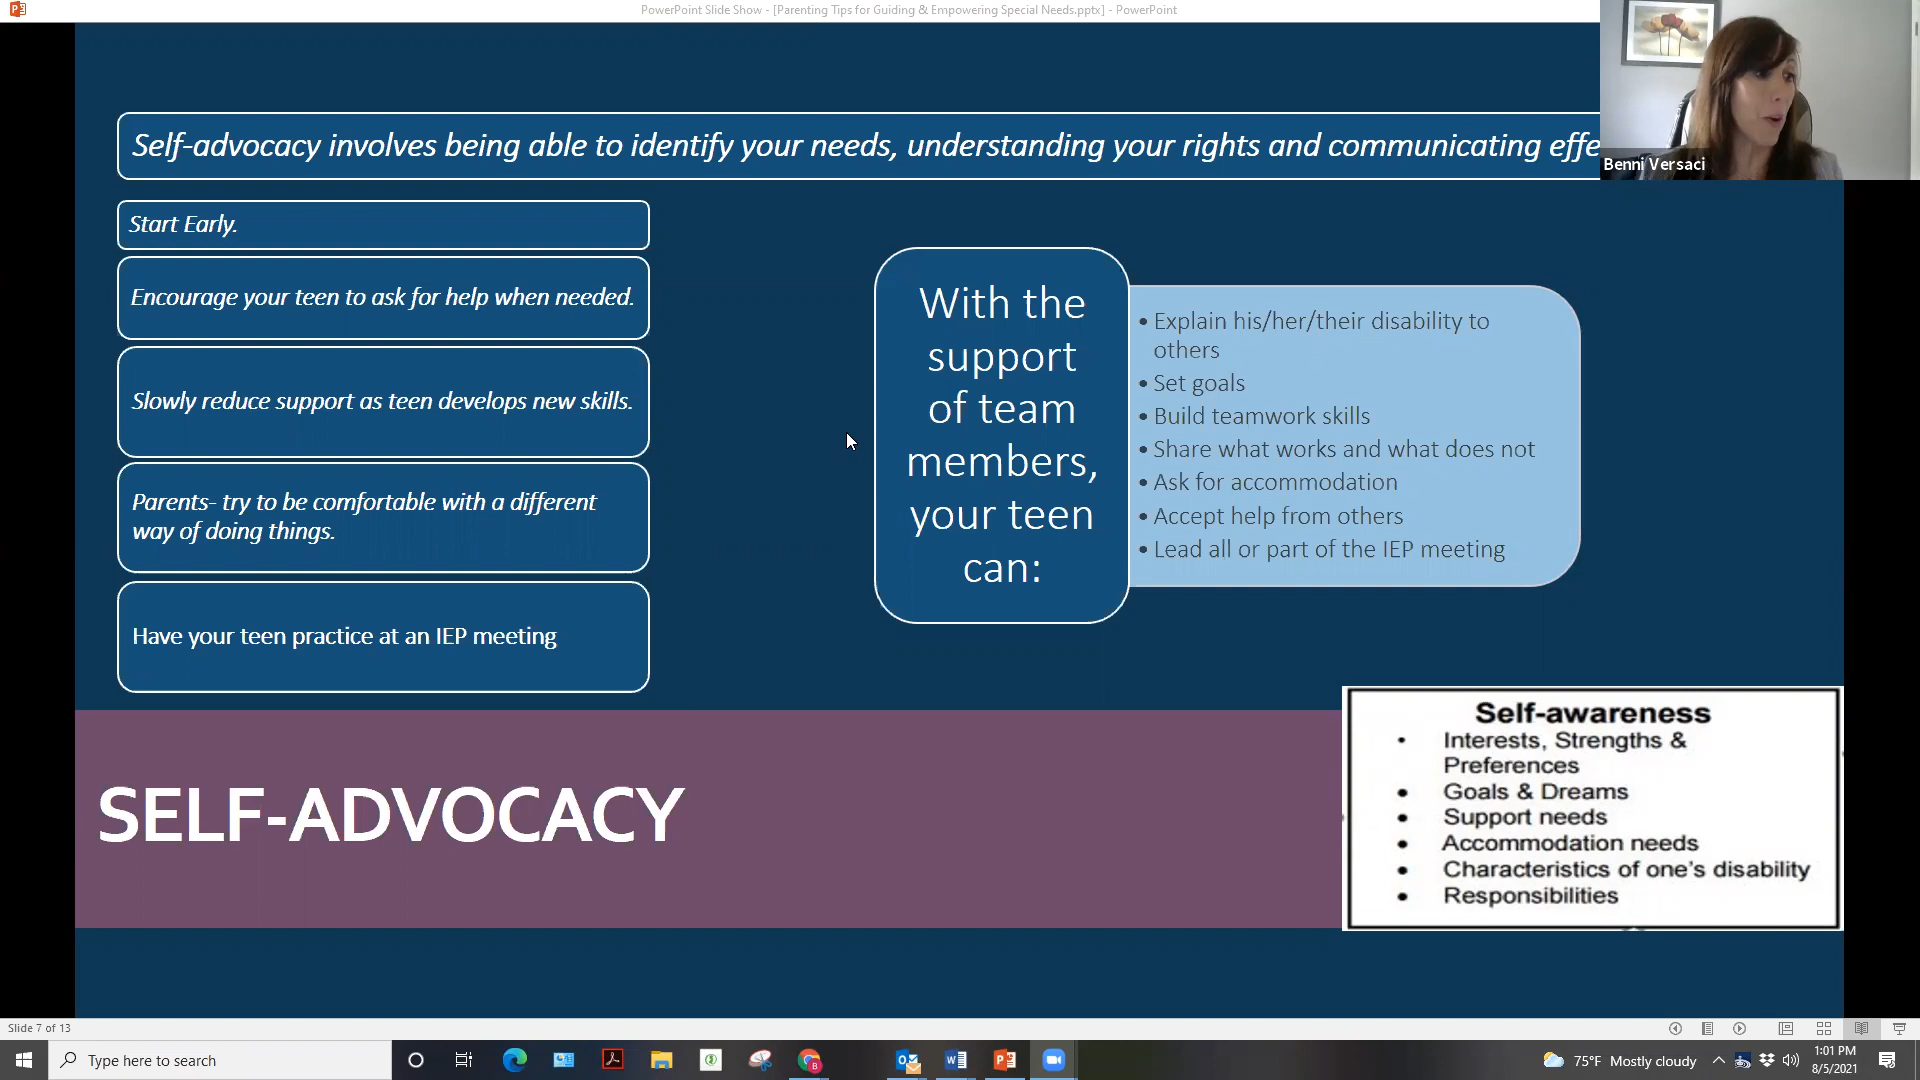 PowerPoint Slide Show - [Parenting Tips for Guiding & Empowering Special Needs.pptx] - PowerPoint
Self-advocacy involves being able to identify your needs, understanding your rights and communicating effe
Benni Versaci
Start Early.
Encourage your teen to ask for help when needed.
Slowly reduce support as teen develops new skills.
Parents- try to be comfortable with a different
way of doing things.
Have your teen practice at an IEP meeting
With the
support
of team
members,
your teen
can:
• Explain his/her/their disability to
others
• Set goals
• Build teamwork skills
• Share what works and what does not
• Ask for accommodation
• Accept help from others
• Lead all or part of the IEP meeting
SELF-ADVOCACY
Self-awareness
• Interests, Strengths &
Preferences
• Goals & Dreams
• Support needs
• Accommodation needs
• Characteristics of one's disability
• Responsibilities
Slide 7 of 13
Type here to search
75°F Mostly cloudy
1:01 PM
8/5/2021